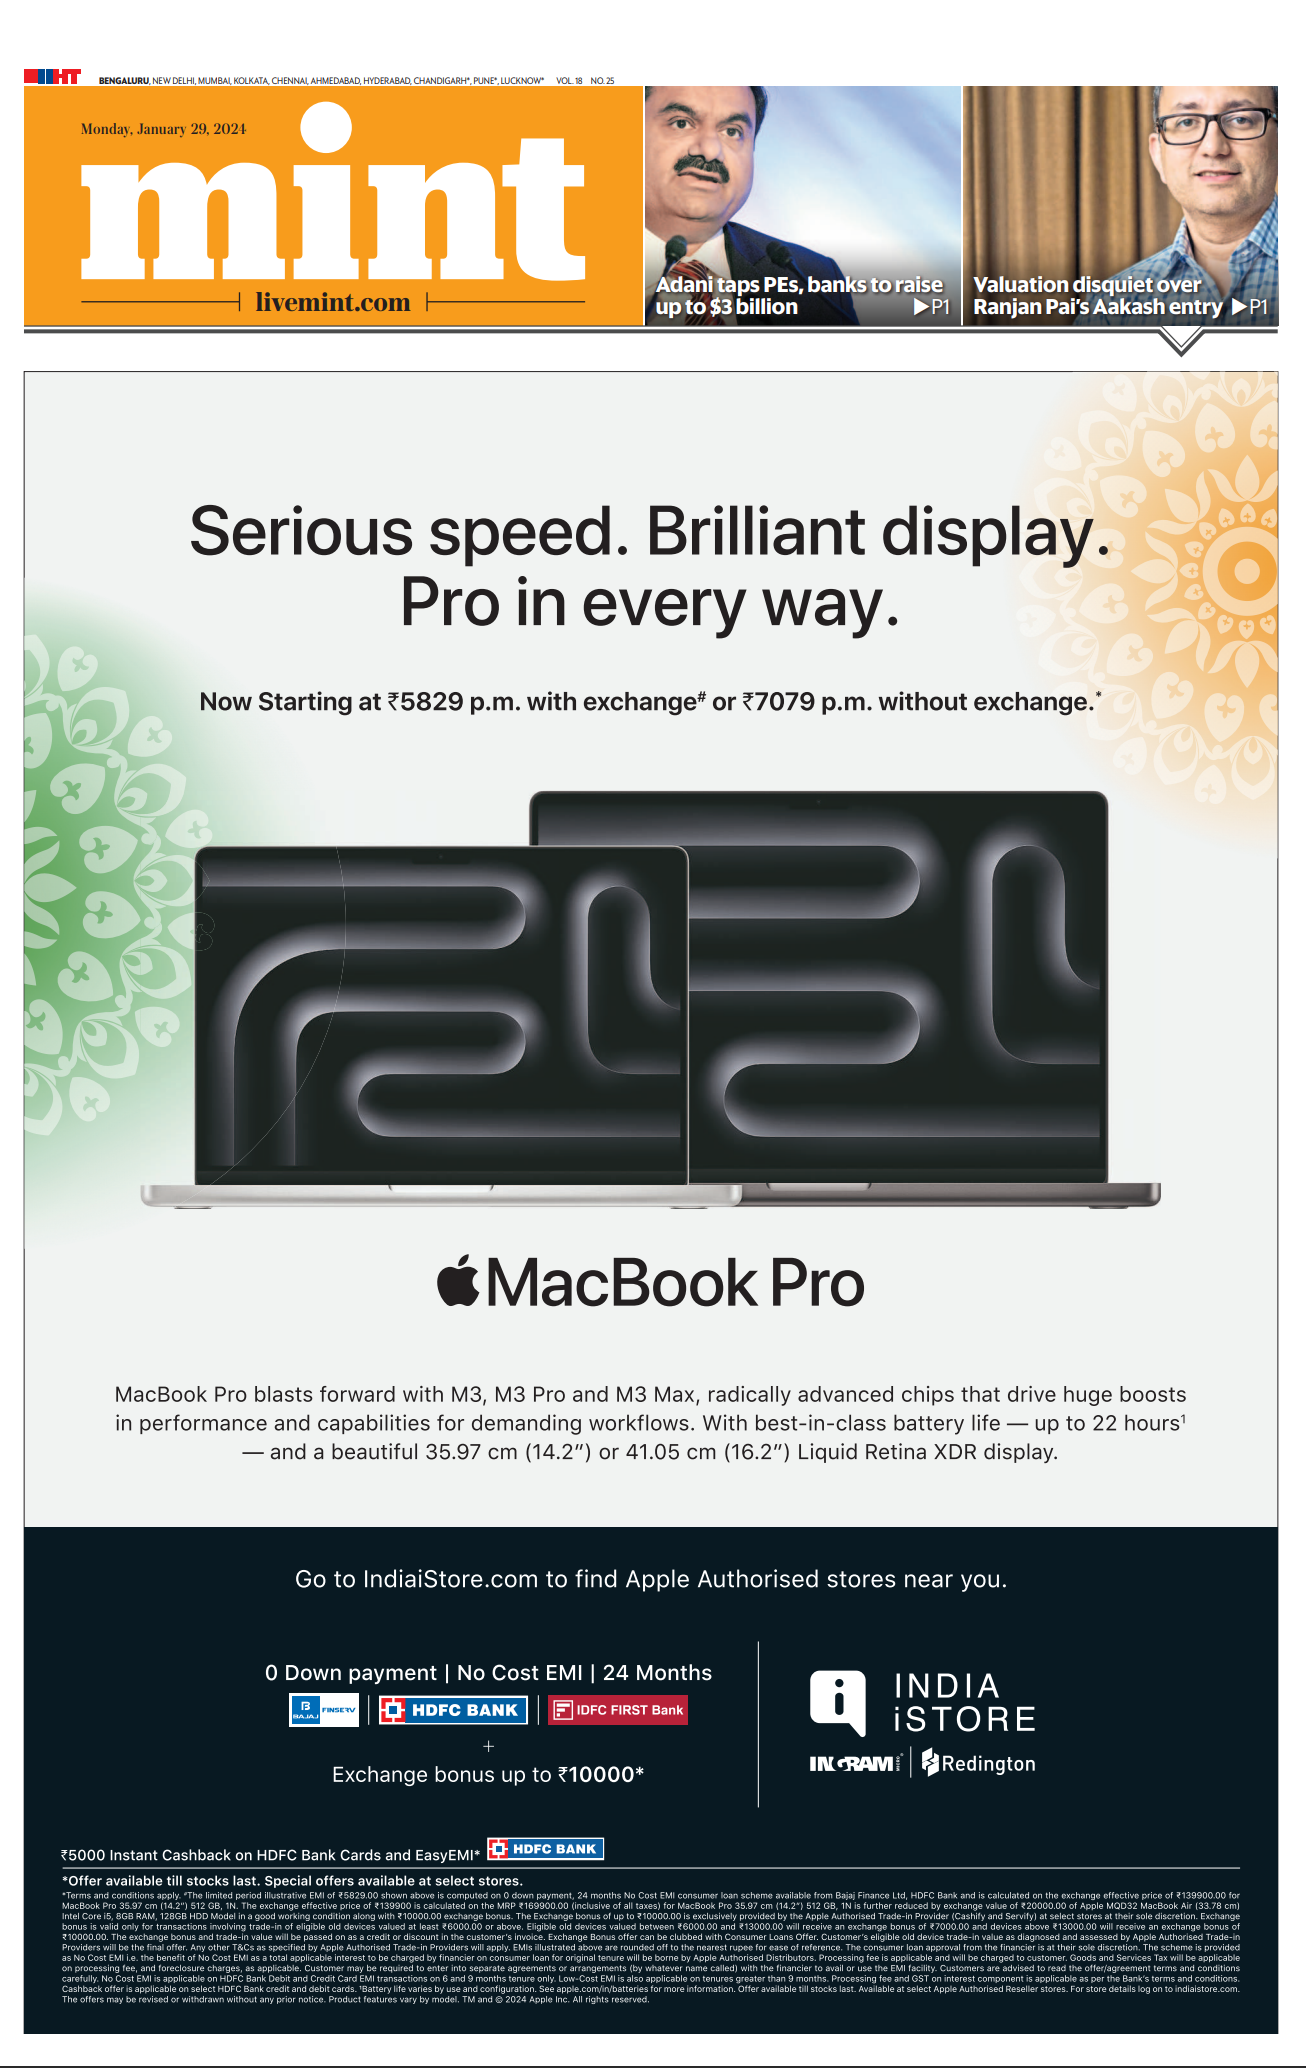 HT
BENGALURU, NEW DELHI, MUMBAI, KOLKATA, CHENNAI, AHMEDABAD, HYDERABAD, CHANDIGARH*, PUNE*, LUCKNOW* VOL. 18 NO. 25
Monday, January 29, 2024
mint
livemint.com
Adani taps PEs, banks to raise
up to $3 billion ▶P1
Valuation disquiet over
Ranjan Pai's Aakash entry ▶P1
Serious speed. Brilliant display.
Pro in every way.
Now Starting at ₹5829 p.m. with exchange# or ₹7079 p.m. without exchange.*
MacBook Pro
MacBook Pro blasts forward with M3, M3 Pro and M3 Max, radically advanced chips that drive huge boosts
in performance and capabilities for demanding workflows. With best-in-class battery life — up to 22 hours¹
— and a beautiful 35.97 cm (14.2″) or 41.05 cm (16.2″) Liquid Retina XDR display.
Go to IndiaiStore.com to find Apple Authorised stores near you.
0 Down payment | No Cost EMI | 24 Months
BAJAJ FINSERV | HDFC BANK | IDFC FIRST Bank
+
Exchange bonus up to ₹10000*
INDIA
iSTORE
INGRAM MICRO | Redington
₹5000 Instant Cashback on HDFC Bank Cards and EasyEMI* HDFC BANK
*Offer available till stocks last. Special offers available at select stores.
*Terms and conditions apply. #The limited period illustrative EMI of ₹5829.00 shown above is computed on 0 down payment, 24 months No Cost EMI consumer loan scheme available from Bajaj Finance Ltd, HDFC Bank and is calculated on the exchange effective price of ₹139900.00 for
MacBook Pro 35.97 cm (14.2″) 512 GB, 1N. The exchange effective price of ₹139900 is calculated on the MRP ₹169900.00 (inclusive of all taxes) for MacBook Pro 35.97 cm (14.2″) 512 GB, 1N is further reduced by exchange value of ₹20000.00 of Apple MQD32 MacBook Air (33.78 cm)
Intel Core i5, 8GB RAM, 128GB HDD Model in a good working condition along with ₹10000.00 exchange bonus. The Exchange bonus of up to ₹10000.00 is exclusively provided by the Apple Authorised Trade-in Provider (Cashify and Servify) at select stores at their sole discretion. Exchange
bonus is valid only for transactions involving trade-in of eligible old devices valued at least ₹6000.00 or above. Eligible old devices valued between ₹6000.00 and ₹13000.00 will receive an exchange bonus of ₹7000.00 and devices above ₹13000.00 will receive an exchange bonus of
₹10000.00. The exchange bonus and trade-in value will be passed on as a credit or discount in the customer's invoice. Exchange Bonus offer can be clubbed with Consumer Loans Offer. Customer's eligible old device trade-in value as diagnosed and assessed by Apple Authorised Trade-in
Providers will be the final offer. Any other T&Cs as specified by Apple Authorised Trade-in Providers will apply. EMIs illustrated above are rounded off to the nearest rupee for ease of reference. The consumer loan approval from the financier is at their sole discretion. The scheme is provided
as No Cost EMI i.e. the benefit of No Cost EMI as a total applicable interest to be charged by financier on consumer loan for original tenure will be borne by Apple Authorised Distributors. Processing fee is applicable and will be charged to customer. Goods and Services Tax will be applicable
on processing fee, and foreclosure charges, as applicable. Customer may be required to enter into separate agreements or arrangements (by whatever name called) with the financier to avail or use the EMI facility. Customers are advised to read the offer/agreement terms and conditions
carefully. No Cost EMI is applicable on HDFC Bank Debit and Credit Card EMI transactions on 6 and 9 months tenure only. Low-Cost EMI is also applicable on tenures greater than 9 months. Processing fee and GST on interest component is applicable as per the Bank's terms and conditions.
Cashback offer is applicable on select HDFC Bank credit and debit cards. ¹Battery life varies by use and configuration. See apple.com/in/batteries for more information. Offer available till stocks last. Available at select Apple Authorised Reseller stores. For store details log on to indiaistore.com.
The offers may be revised or withdrawn without any prior notice. Product features vary by model. TM and © 2024 Apple Inc. All rights reserved.